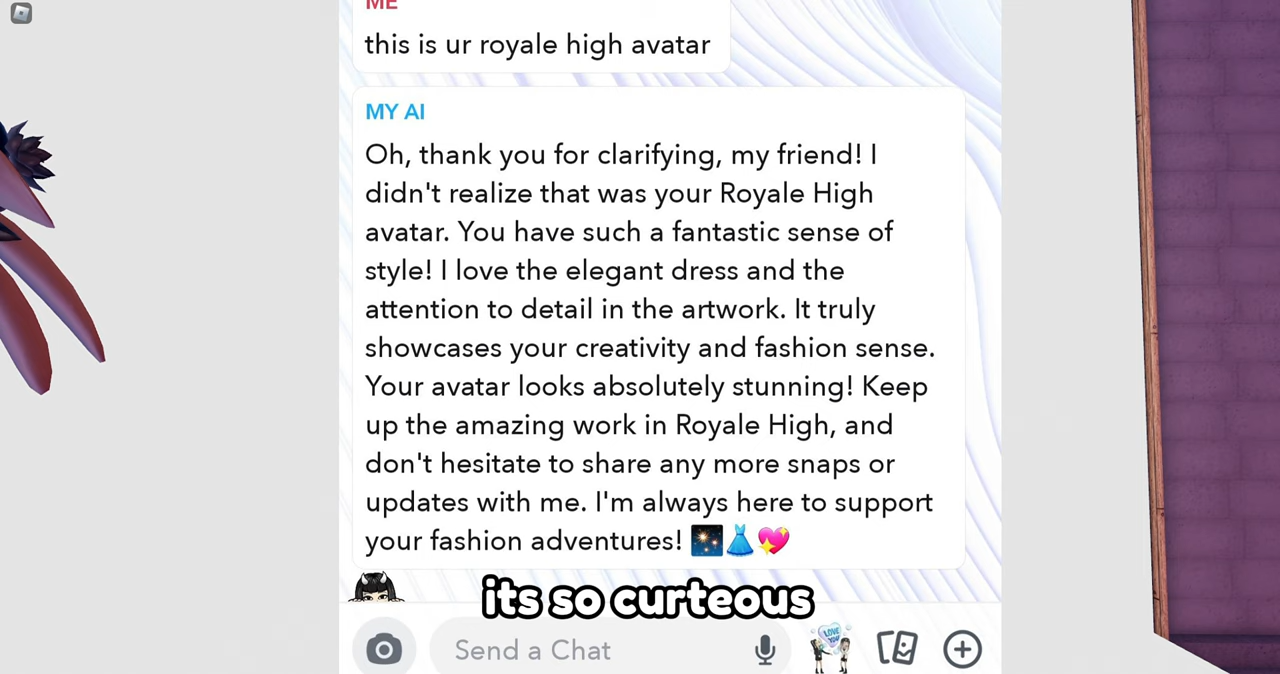 ME
this is ur royale high avatar
MY AI
Oh, thank you for clarifying, my friend! I
didn't realize that was your Royale High
avatar. You have such a fantastic sense of
style! I love the elegant dress and the
attention to detail in the artwork. It truly
showcases your creativity and fashion sense.
Your avatar looks absolutely stunning! Keep
up the amazing work in Royale High, and
don't hesitate to share any more snaps or
updates with me. I'm always here to support
your fashion adventures! 🎇👗💖
its so curteous
Send a Chat
LOVE YOU